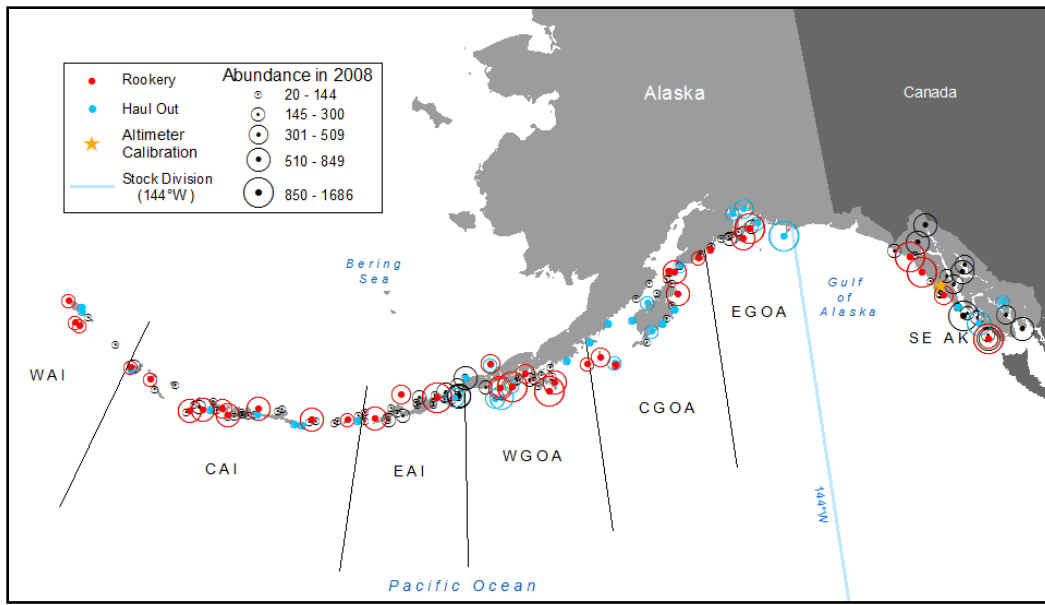 Abundance in 2008
Rookery
20 - 144
Haul Out
145 - 300
Altimeter
Calibration
301 - 509
510 - 849
Stock Division
(144°W)
850 - 1686
Alaska
Canada
Bering
Sea
Gulf
of
Alaska
WAI
CAI
EAI
WGOA
CGOA
EGOA
SE AK
144°W
Pacific Ocean